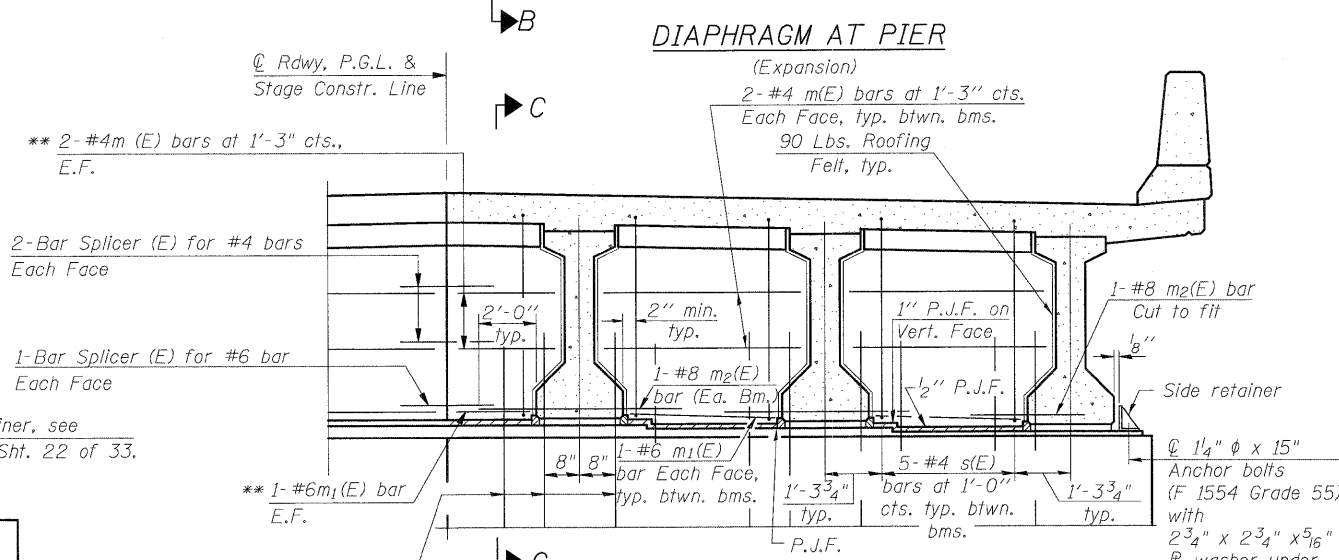 B
DIAPHRAGM AT PIER
(Expansion)
℄ Rdwy, P.G.L. &
Stage Constr. Line
C
2-#4 m(E) bars at 1'-3" cts.
Each Face, typ. btwn. bms.
90 Lbs. Roofing
Felt, typ.
** 2-#4m (E) bars at 1'-3" cts.,
E.F.
2-Bar Splicer (E) for #4 bars
Each Face
2'-0"
typ.
2" min.
typ.
1" P.J.F. on
Vert. Face
1-#8 m2(E) bar
Cut to fit
1/8"
1-Bar Splicer (E) for #6 bar
Each Face
1-#8 m2(E)
bar (Ea. Bm.)
1/2" P.J.F.
Side retainer
iner, see
Sht. 22 of 33.
8" 8"
1-#6 m1(E)
bar Each Face,
typ. btwn. bms.
1'-3 3/4"
typ.
5-#4 s(E)
bars at 1'-0"
cts. typ. btwn.
bms.
1'-3 3/4"
typ.
℄ 1 1/4" ϕ x 15"
Anchor bolts
(F 1554 Grade 55)
with
2 3/4" x 2 3/4" x 5/16"
℔ washer under
** 1-#6m1(E) bar
E.F.
P.J.F.